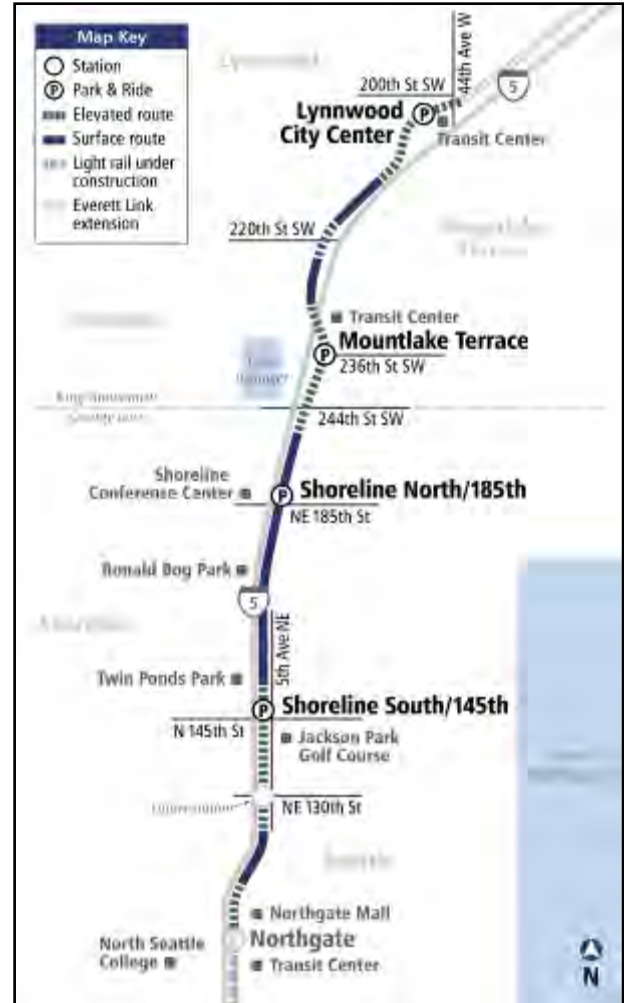 Map Key
Station
P Park & Ride
Elevated route
Surface route
Light rail under
construction
Everett Link
extension
44th Ave W
200th St SW
5
Lynnwood
City Center
P
Transit Center
220th St SW
Transit Center
Mountlake Terrace
P
236th St SW
244th St SW
Shoreline
Conference Center
P
Shoreline North/185th
NE 185th St
Ronald Bog Park
5
5th Ave NE
Twin Ponds Park
P
Shoreline South/145th
N 145th St
Jackson Park
Golf Course
NE 130th St
Northgate Mall
Northgate
North Seattle
College
Transit Center
N